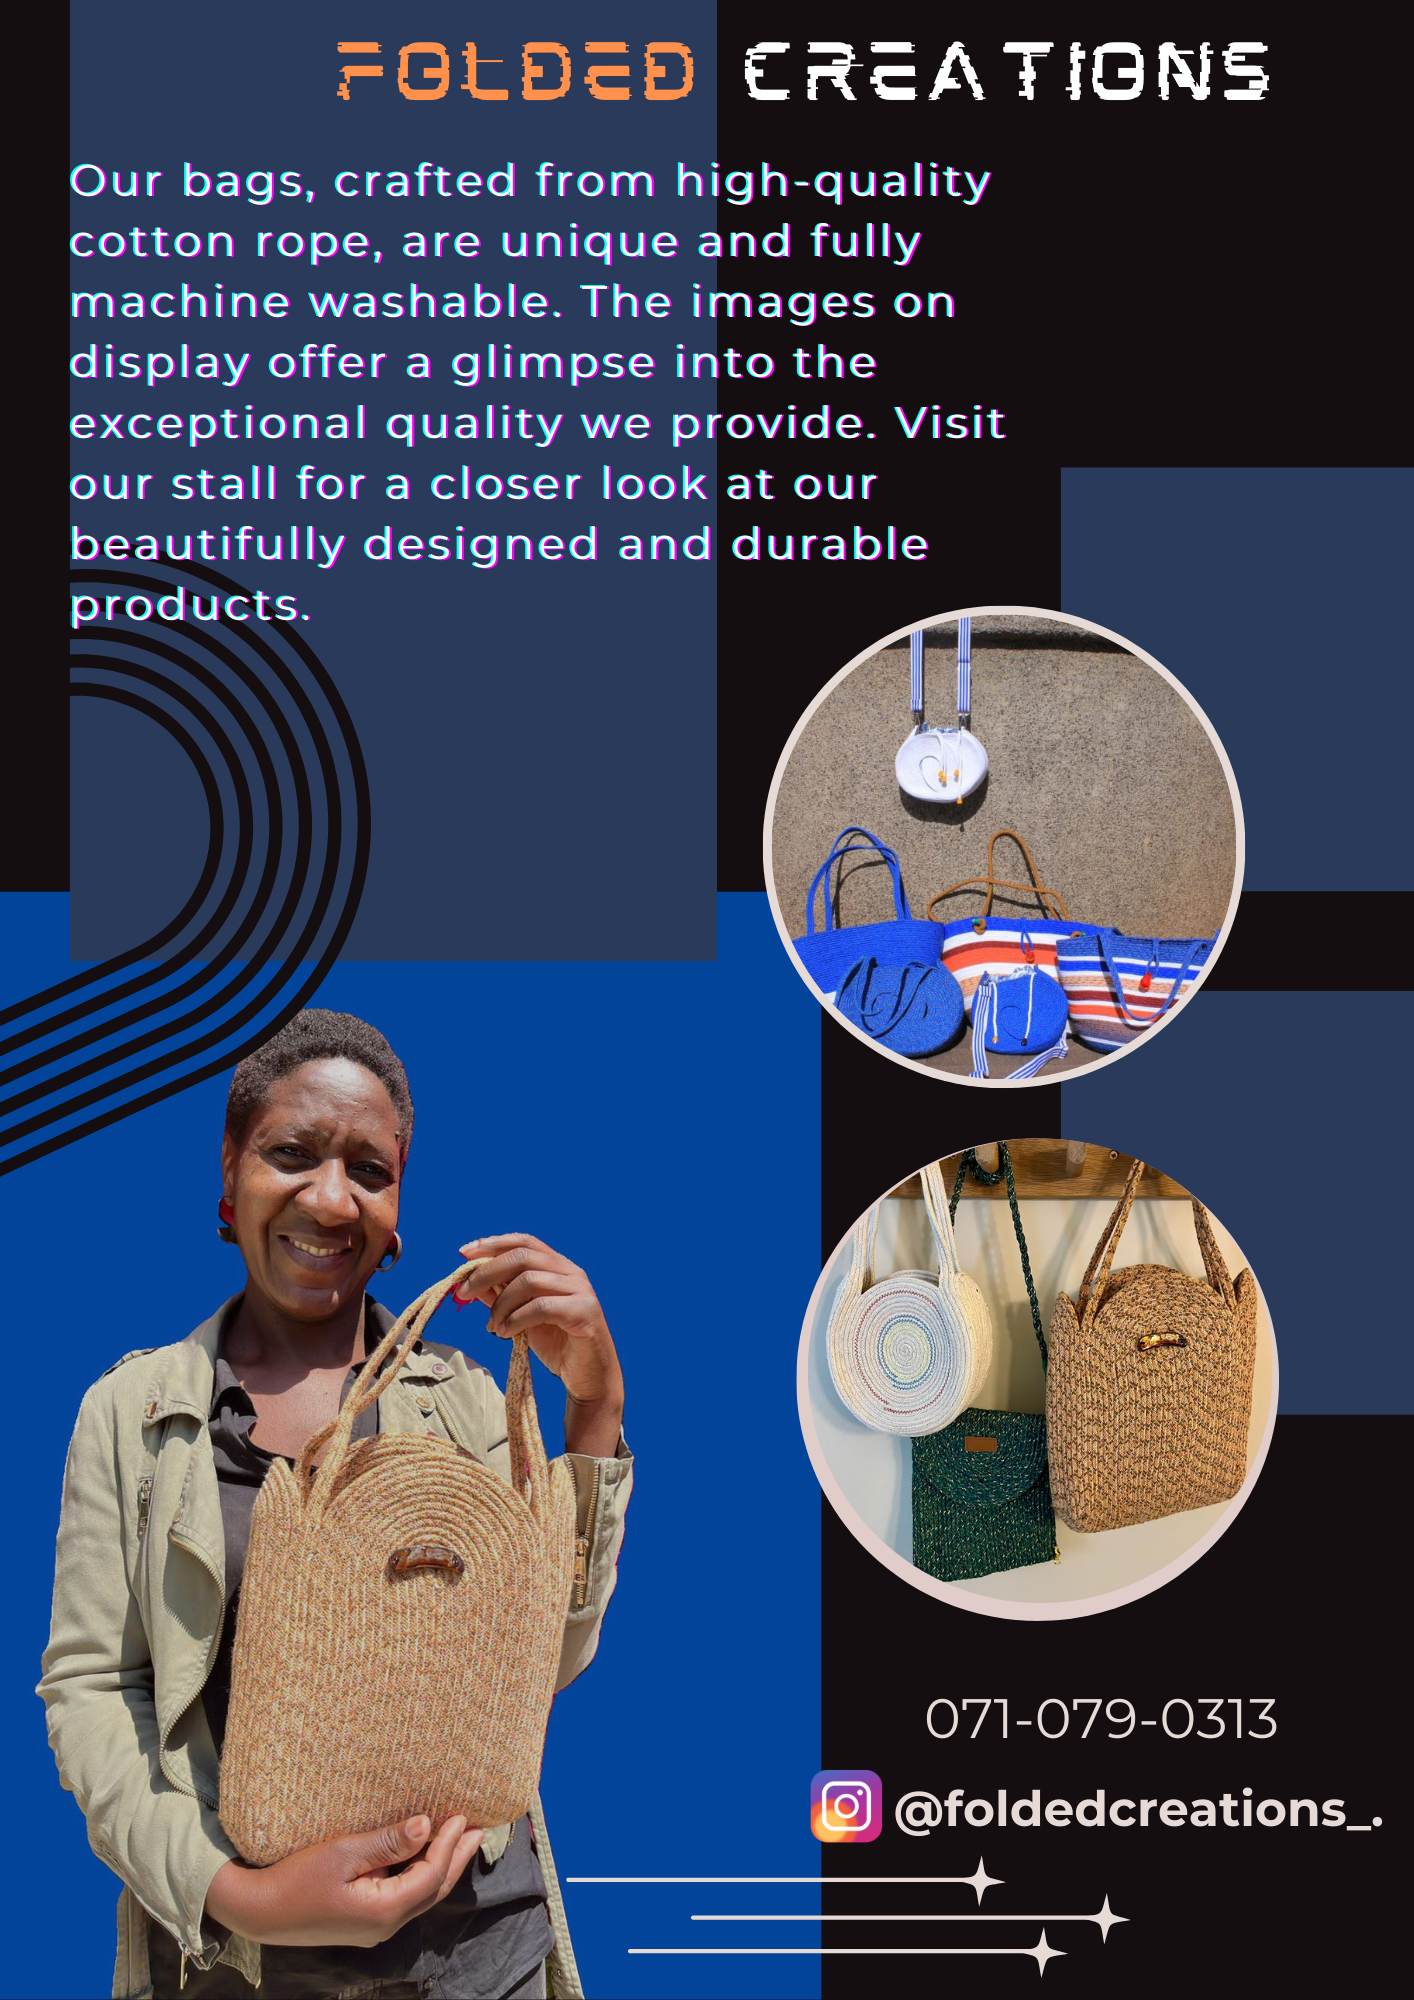 FOLDED CREATIONS
Our bags, crafted from high-quality
cotton rope, are unique and fully
machine washable. The images on
display offer a glimpse into the
exceptional quality we provide. Visit
our stall for a closer look at our
beautifully designed and durable
products.
071-079-0313
@foldedcreations_.